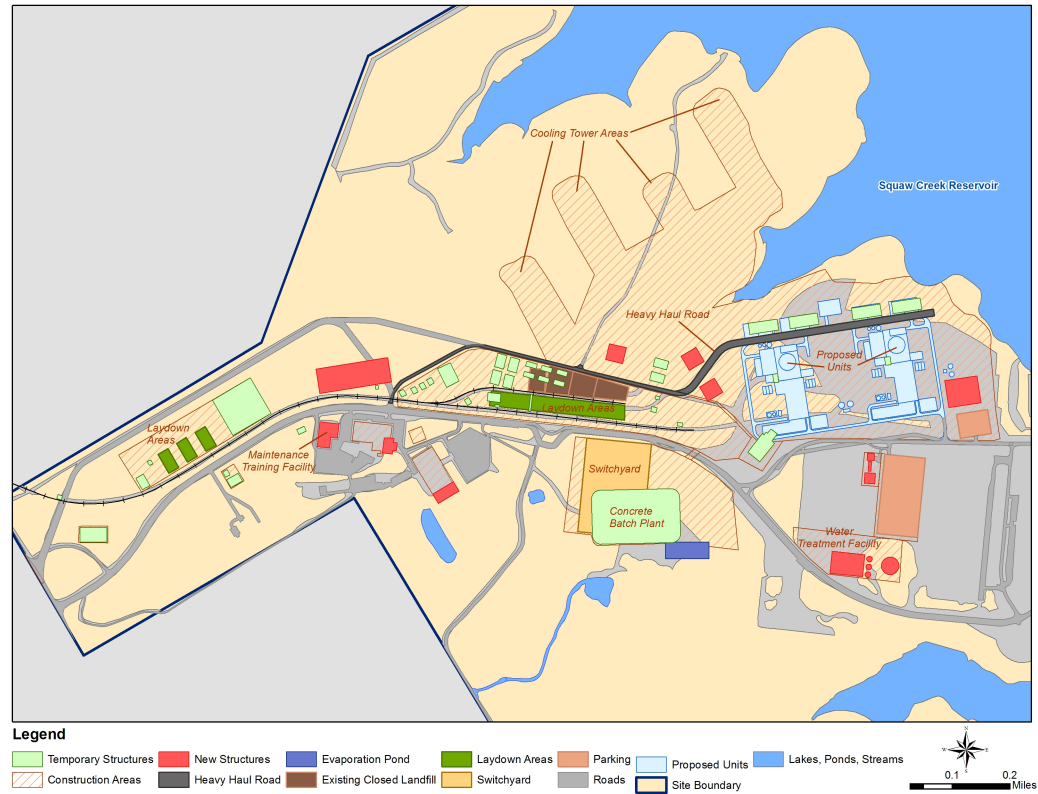 Cooling Tower Areas
Squaw Creek Reservoir
Heavy Haul Road
Proposed
Units
Laydown Areas
Laydown
Areas
Maintenance
Training Facility
Switchyard
Concrete
Batch Plant
Water
Treatment Facility
Legend
Temporary Structures
New Structures
Evaporation Pond
Laydown Areas
Parking
Proposed Units
Lakes, Ponds, Streams
Construction Areas
Heavy Haul Road
Existing Closed Landfill
Switchyard
Roads
Site Boundary
N
W
E
S
0.1
0.2
Miles